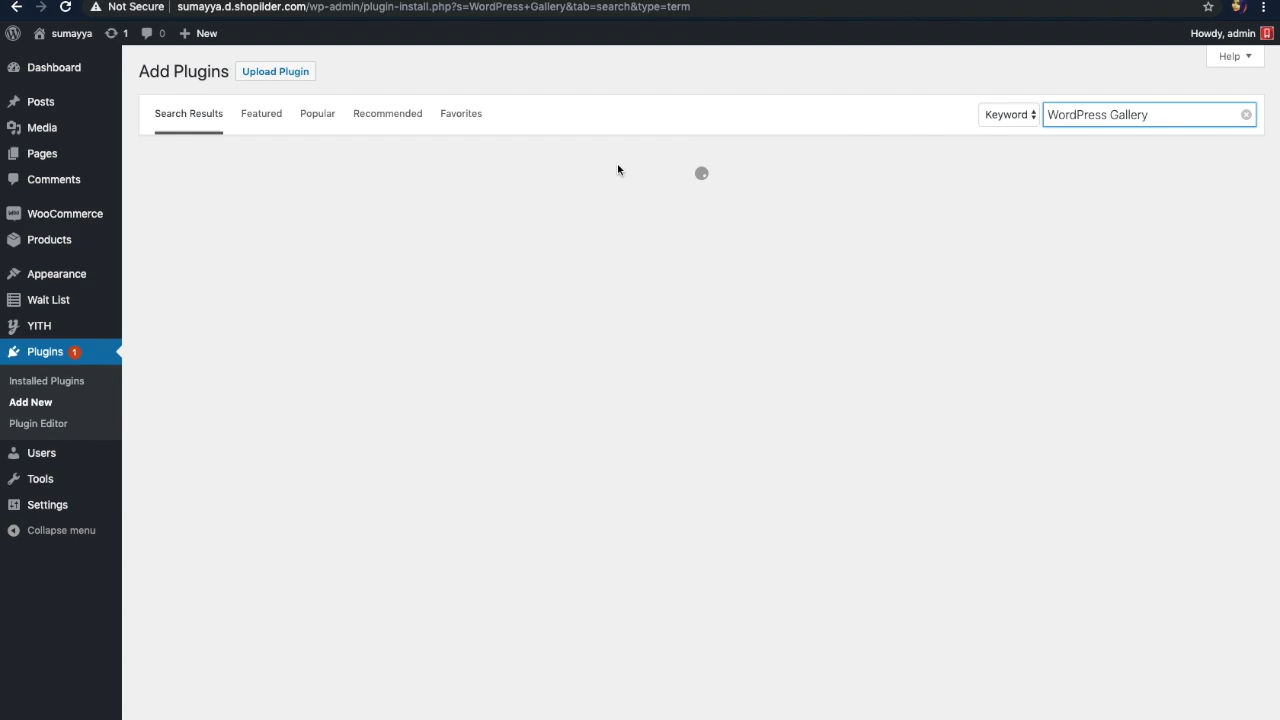 Not Secure sumayya.d.shopilder.com/wp-admin/plugin-install.php?s=WordPress+Gallery&tab=search&type=term
sumayya 1 0 New Howdy, admin
Help
Dashboard
Posts
Media
Pages
Comments
WooCommerce
Products
Appearance
Wait List
YITH
Plugins 1
Installed Plugins
Add New
Plugin Editor
Users
Tools
Settings
Collapse menu
Add Plugins Upload Plugin
Search Results Featured Popular Recommended Favorites Keyword WordPress Gallery